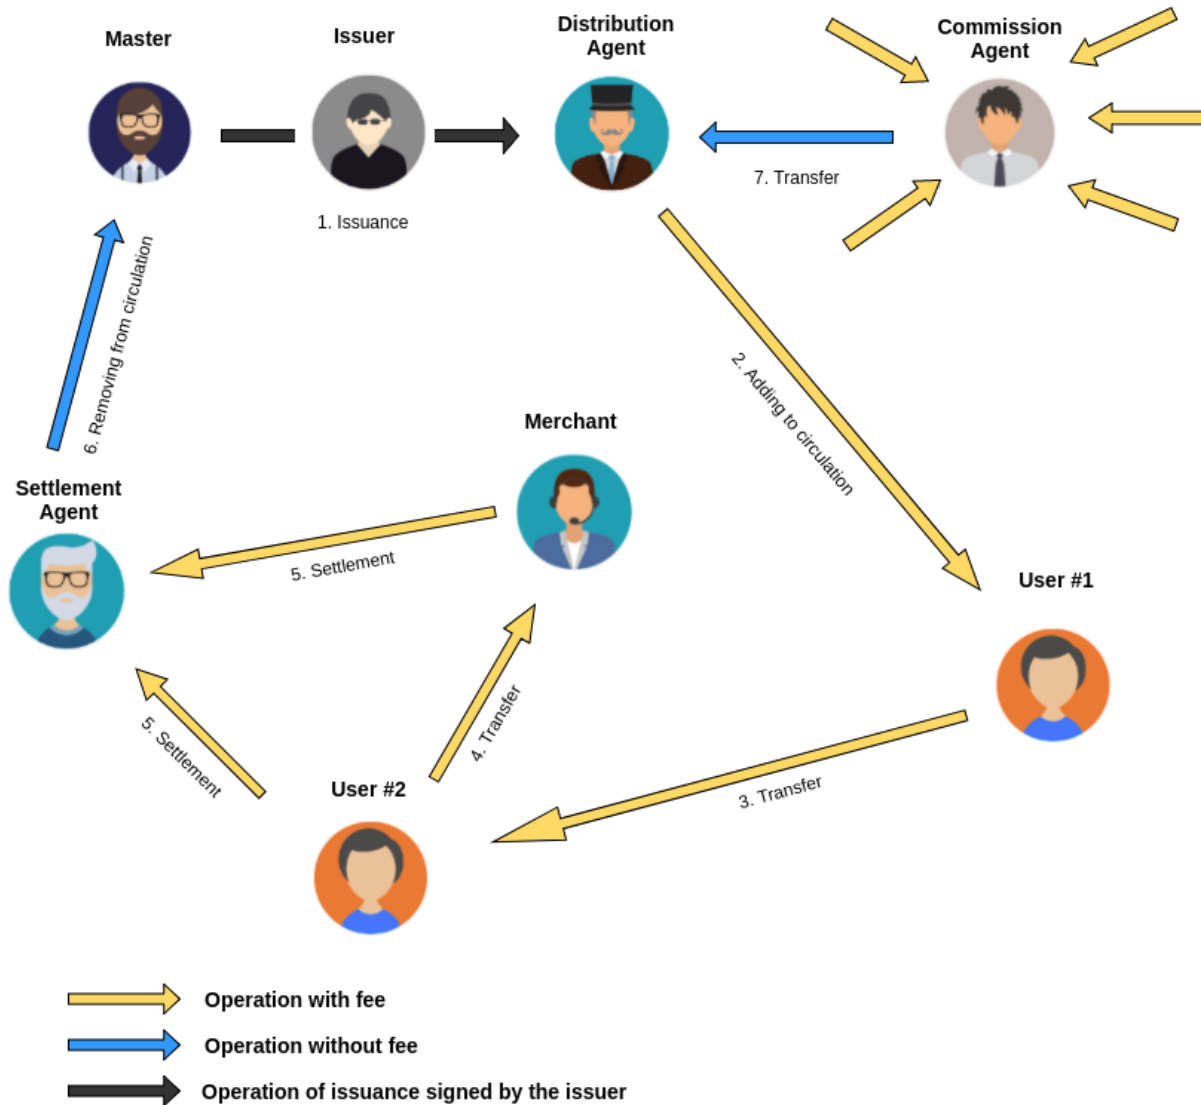 Master
Issuer
Distribution
Agent
Commission
Agent
7. Transfer
1. Issuance
6. Removing from circulation
2. Adding to circulation
Merchant
Settlement
Agent
5. Settlement
User #1
4. Transfer
5. Settlement
3. Transfer
User #2
Operation with fee
Operation without fee
Operation of issuance signed by the issuer